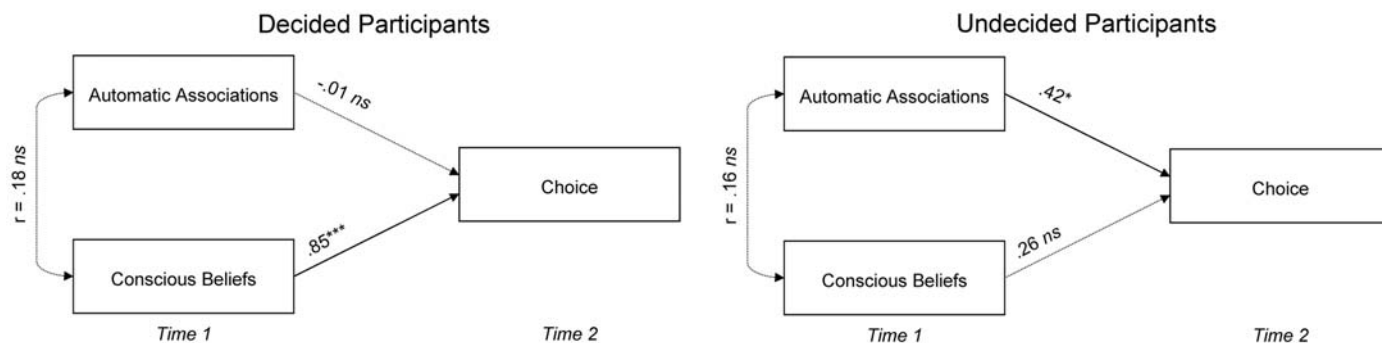 Decided Participants
Automatic Associations
-.01 ns
r = .18 ns
Choice
.85***
Conscious Beliefs
Time 1
Time 2
Undecided Participants
Automatic Associations
.42*
r = .16 ns
Choice
.26 ns
Conscious Beliefs
Time 1
Time 2